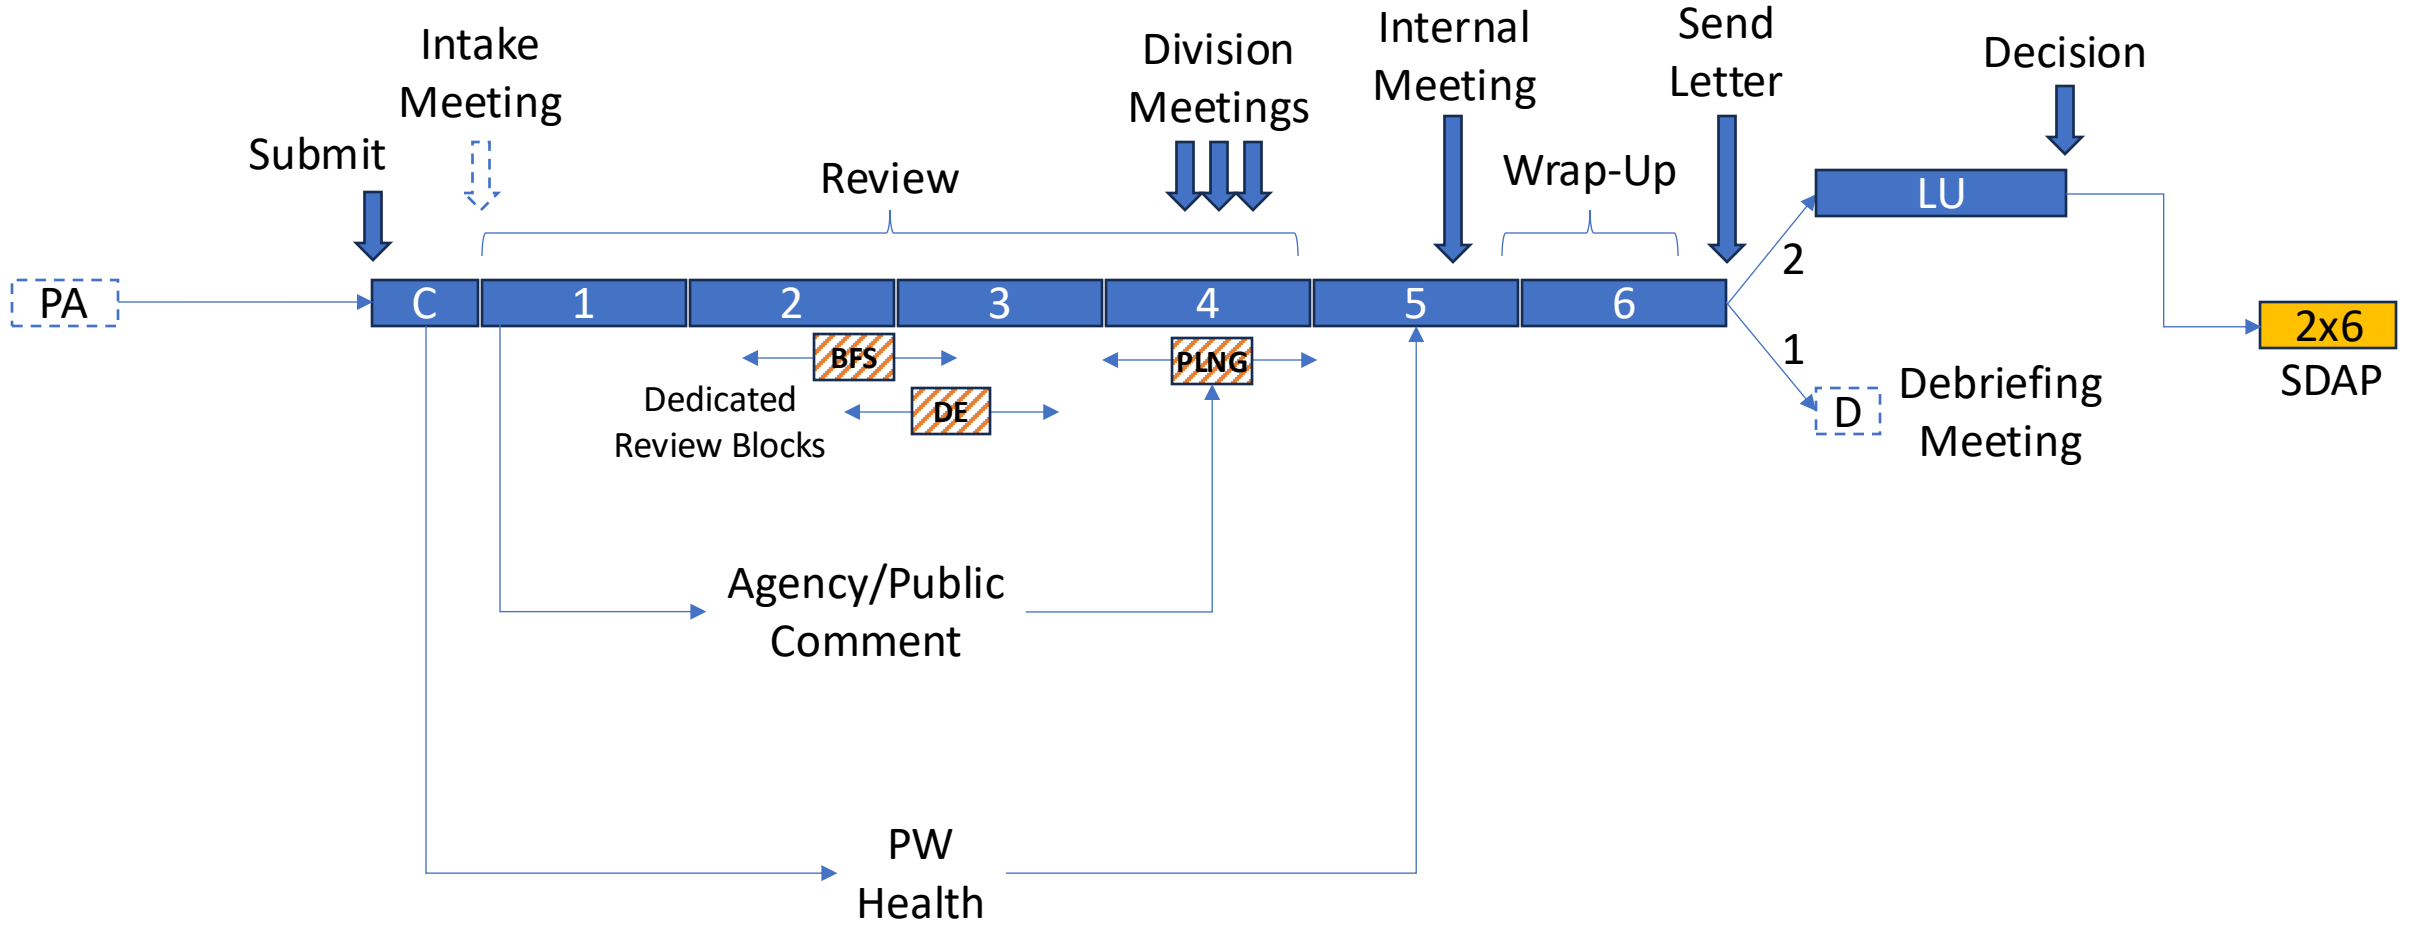 Intake
Meeting
Submit
Review
Division
Meetings
Internal
Meeting
Wrap-Up
Send
Letter
Decision
PA
C
1
2
3
4
5
6
2
1
LU
D
Debriefing
Meeting
2x6
SDAP
BFS
DE
PLNG
Dedicated
Review Blocks
Agency/Public
Comment
PW
Health